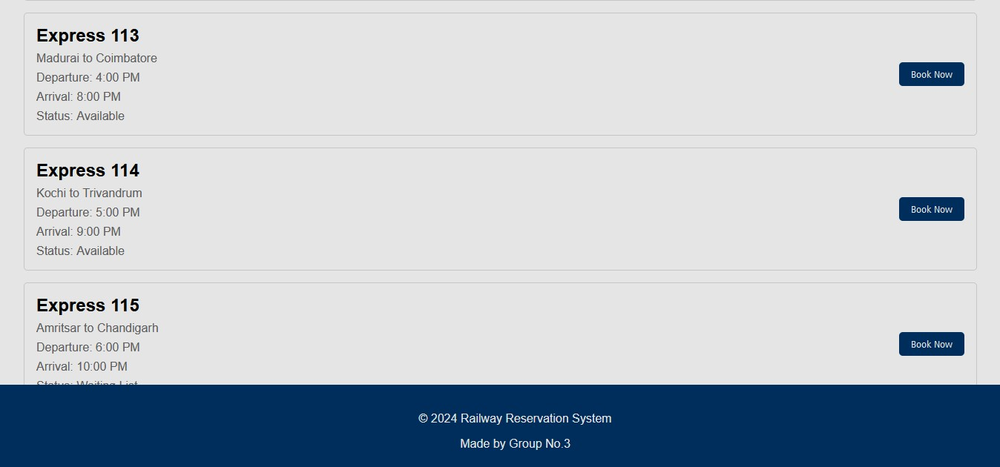 Express 113
Madurai to Coimbatore
Departure: 4:00 PM
Arrival: 8:00 PM
Status: Available
Book Now
Express 114
Kochi to Trivandrum
Departure: 5:00 PM
Arrival: 9:00 PM
Status: Available
Book Now
Express 115
Amritsar to Chandigarh
Departure: 6:00 PM
Arrival: 10:00 PM
Status: Waiting List
Book Now
© 2024 Railway Reservation System
Made by Group No.3